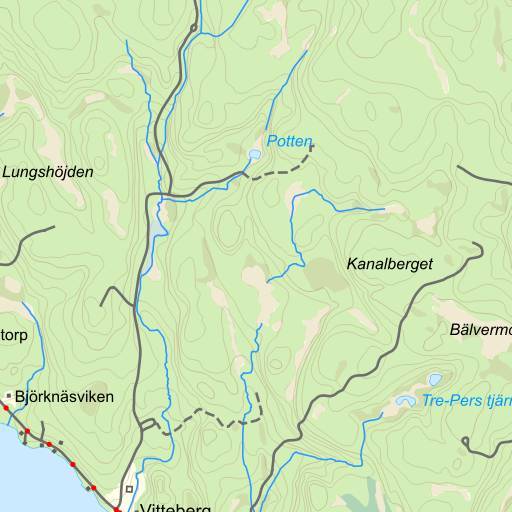 Potten
Lungshöjden
Kanalberget
Bälvermo
torp
Björknäsviken
Tre-Pers tjärn
Vitteberg